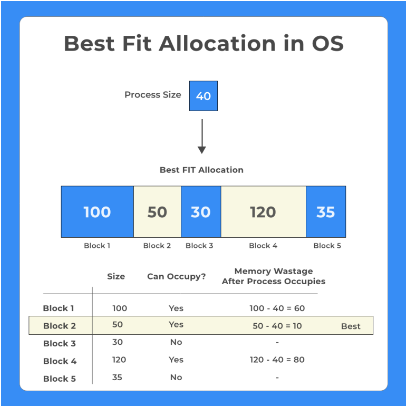 Best Fit Allocation in OS
Process Size 40
Best FIT Allocation
100 50 30 120 35
Block 1 Block 2 Block 3 Block 4 Block 5
Size Can Occupy? Memory Wastage
After Process Occupies
Block 1 100 Yes 100 - 40 = 60
Block 2 50 Yes 50 - 40 = 10 Best
Block 3 30 No -
Block 4 120 Yes 120 - 40 = 80
Block 5 35 No -